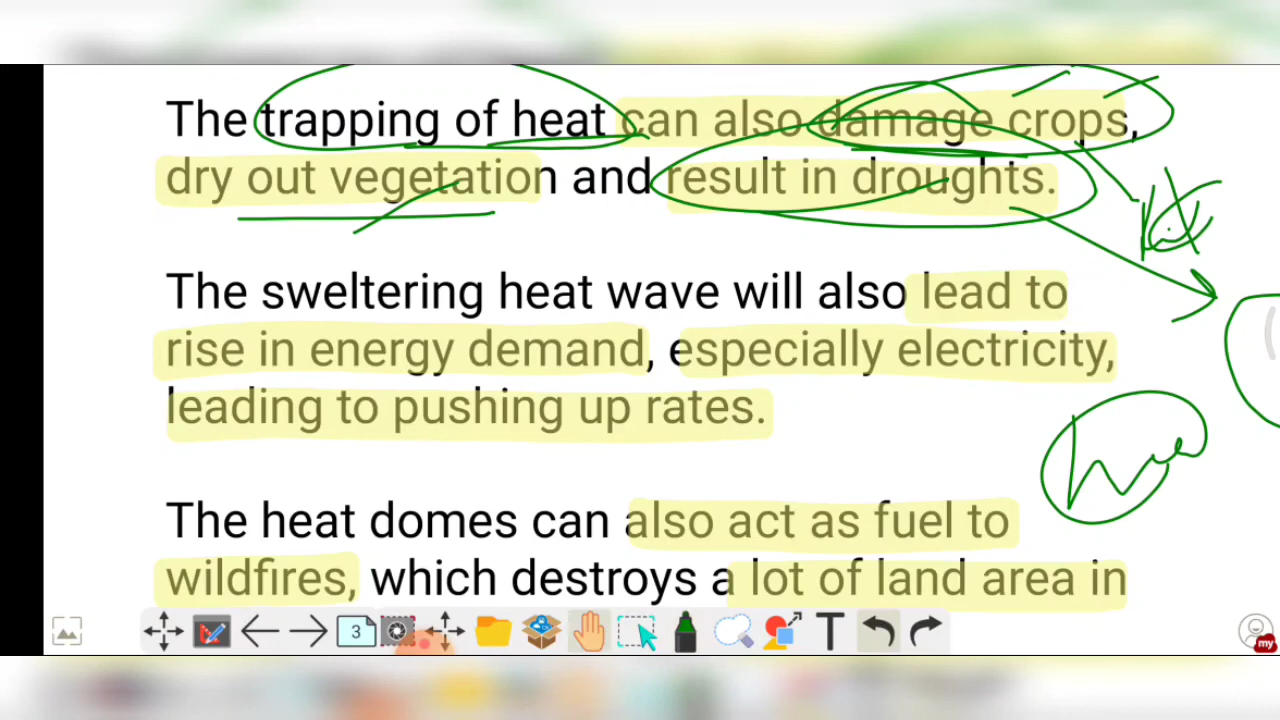 The trapping of heat can also damage crops,
dry out vegetation and result in droughts.
The sweltering heat wave will also lead to
rise in energy demand, especially electricity,
leading to pushing up rates.
The heat domes can also act as fuel to
wildfires, which destroys a lot of land area in
3
T
my